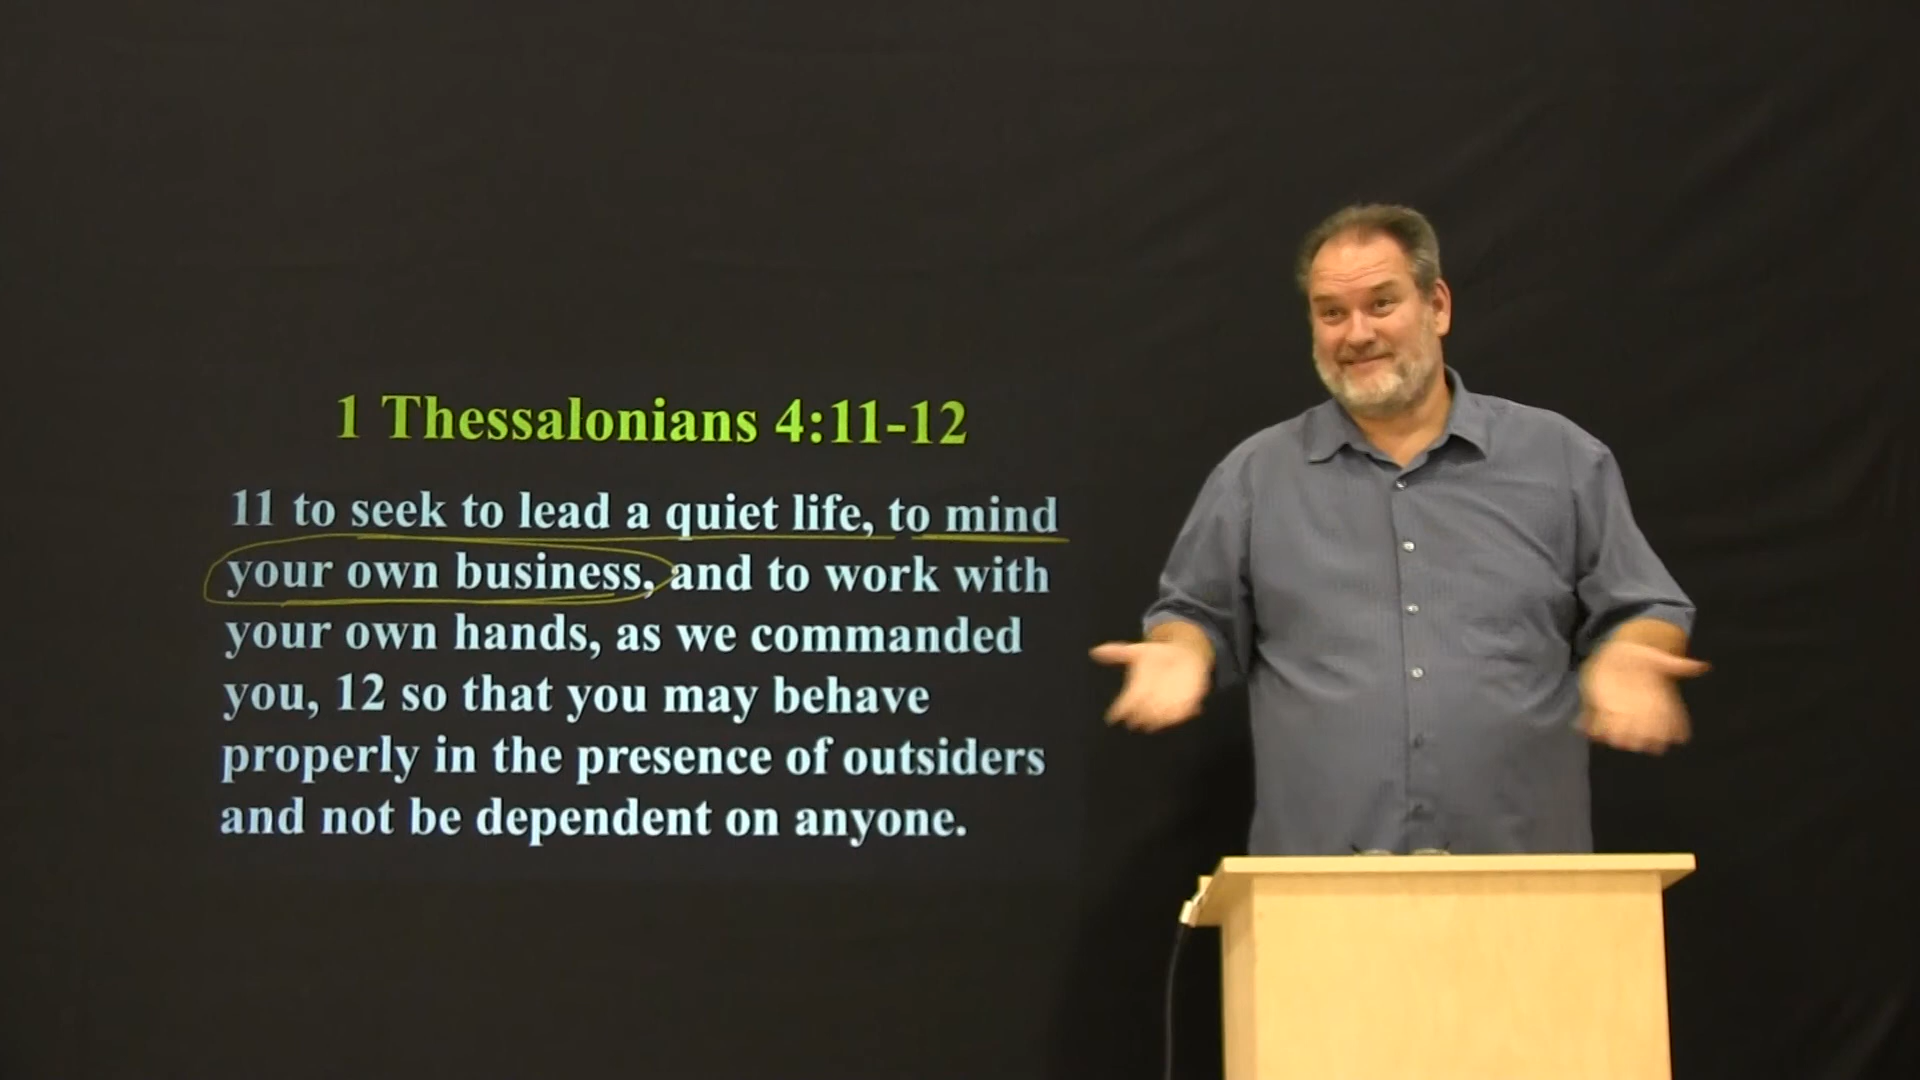 1 Thessalonians 4:11-12
11 to seek to lead a quiet life, to mind
your own business, and to work with
your own hands, as we commanded
you, 12 so that you may behave
properly in the presence of outsiders
and not be dependent on anyone.